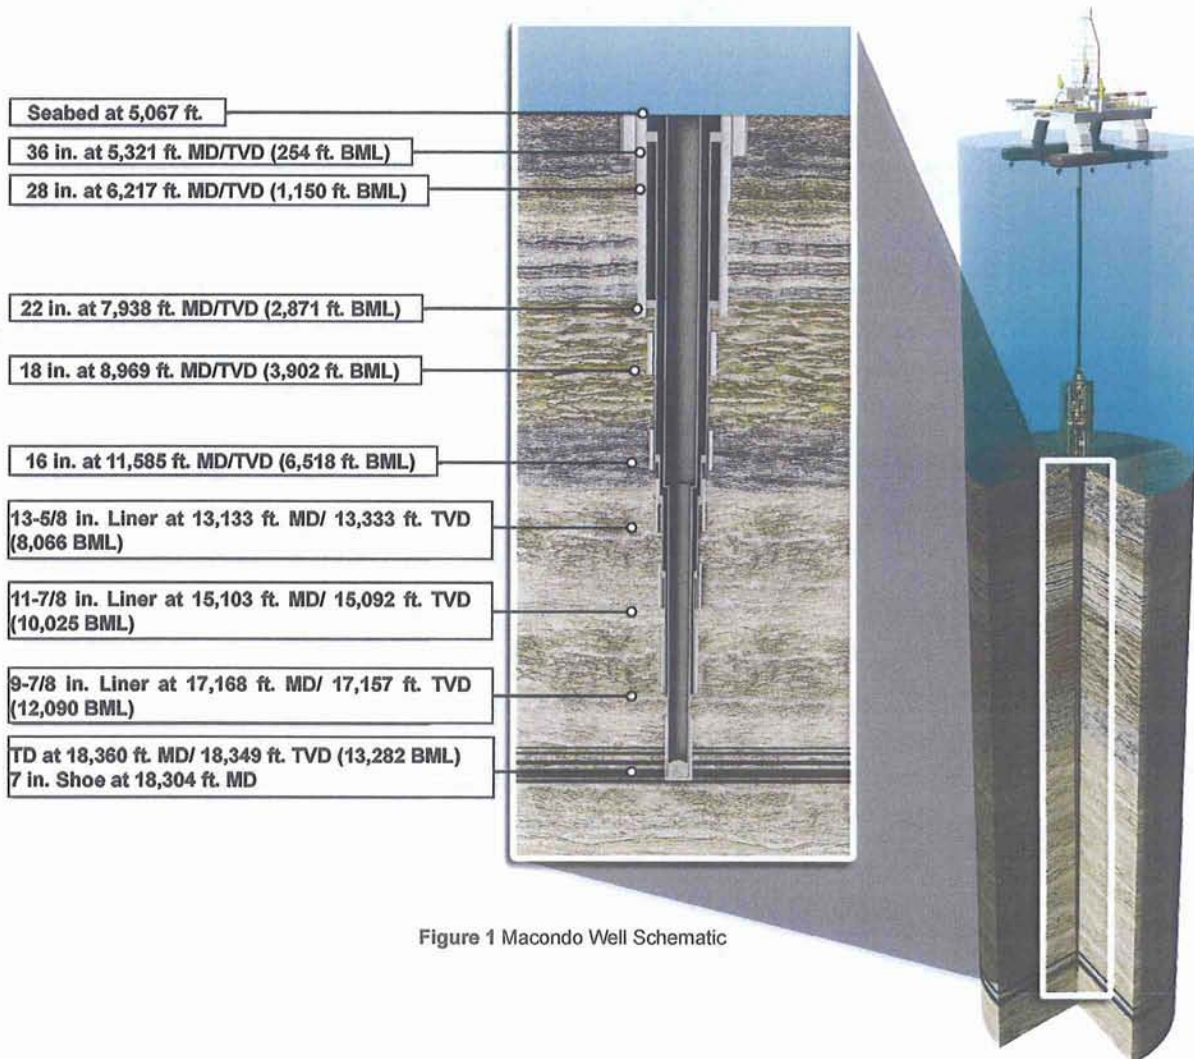 Seabed at 5,067 ft.
36 in. at 5,321 ft. MD/TVD (254 ft. BML)
28 in. at 6,217 ft. MD/TVD (1,150 ft. BML)
22 in. at 7,938 ft. MD/TVD (2,871 ft. BML)
18 in. at 8,969 ft. MD/TVD (3,902 ft. BML)
16 in. at 11,585 ft. MD/TVD (6,518 ft. BML)
13-5/8 in. Liner at 13,133 ft. MD/ 13,333 ft. TVD
(8,066 BML)
11-7/8 in. Liner at 15,103 ft. MD/ 15,092 ft. TVD
(10,025 BML)
9-7/8 in. Liner at 17,168 ft. MD/ 17,157 ft. TVD
(12,090 BML)
TD at 18,360 ft. MD/ 18,349 ft. TVD (13,282 BML)
7 in. Shoe at 18,304 ft. MD
Figure 1 Macondo Well Schematic